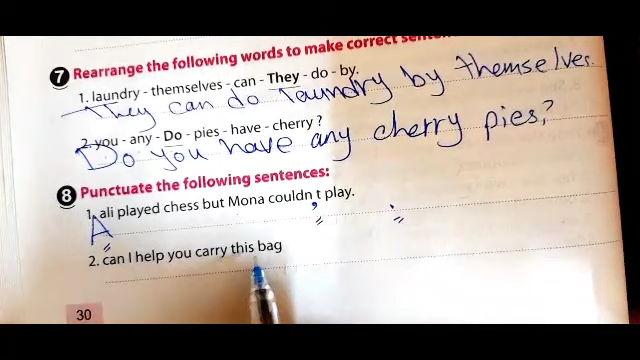 7 Rearrange the following words to make correct
1. laundry - themselves - can - They - do - by.
They can do laundry by themselves.
2. you - any - Do - pies - have - cherry ?
Do you have any cherry pies?
8 Punctuate the following sentences:
1. ali played chess but Mona couldn t play.
A , .
2. can I help you carry this bag
30